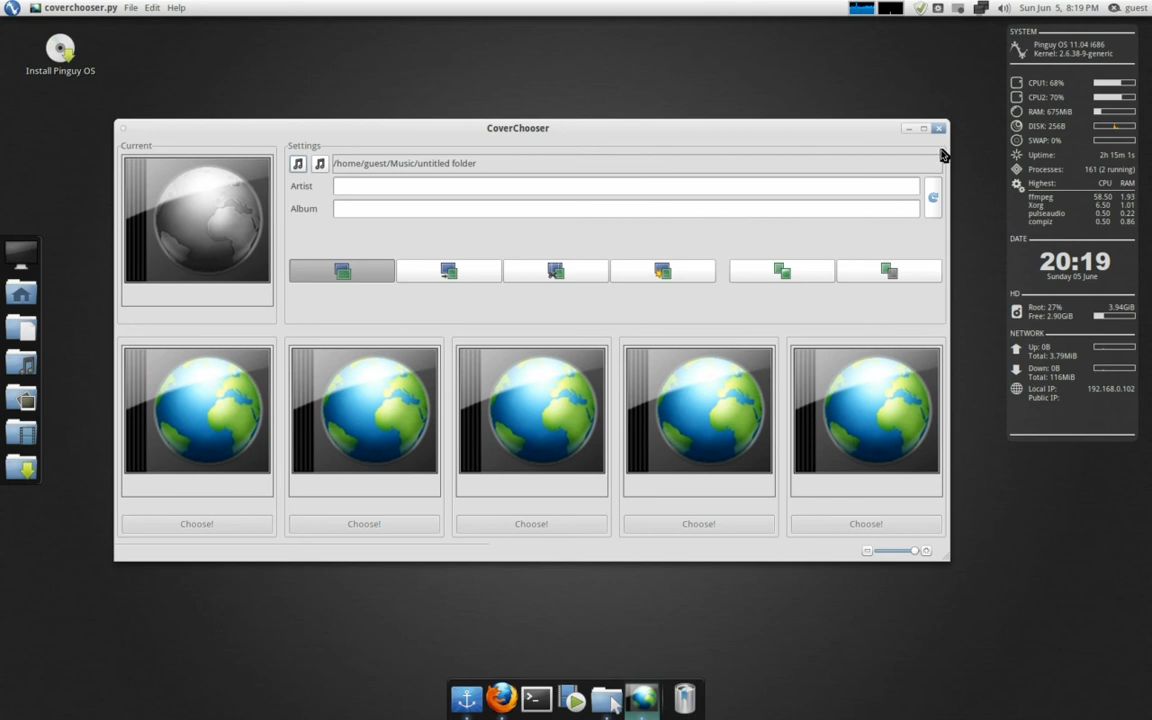 coverchooser.py File Edit Help
Sun Jun 5, 8:19 PM guest
Install Pinguy OS
CoverChooser
Current
Settings
/home/guest/Music/untitled folder
Artist
Album
Choose! Choose! Choose! Choose! Choose!
SYSTEM
Pinguy OS 11.04 i686
Kernel: 2.6.38-9-generic
CPU1: 68%
CPU2: 70%
RAM: 675MiB
DISK: 256B
SWAP: 0%
Uptime: 2h 15m 1s
Processes: 161 (2 running)
Highest: CPU RAM
ffmpeg 58.50 1.93
Xorg 6.50 1.01
pulseaudio 0.50 0.22
compiz 0.50 0.86
DATE
20:19
Sunday 05 June
HD
Root: 27% 3.94GiB
Free: 2.90GiB
NETWORK
Up: 0B
Total: 3.79MiB
Down: 0B
Total: 116MiB
Local IP: 192.168.0.102
Public IP: